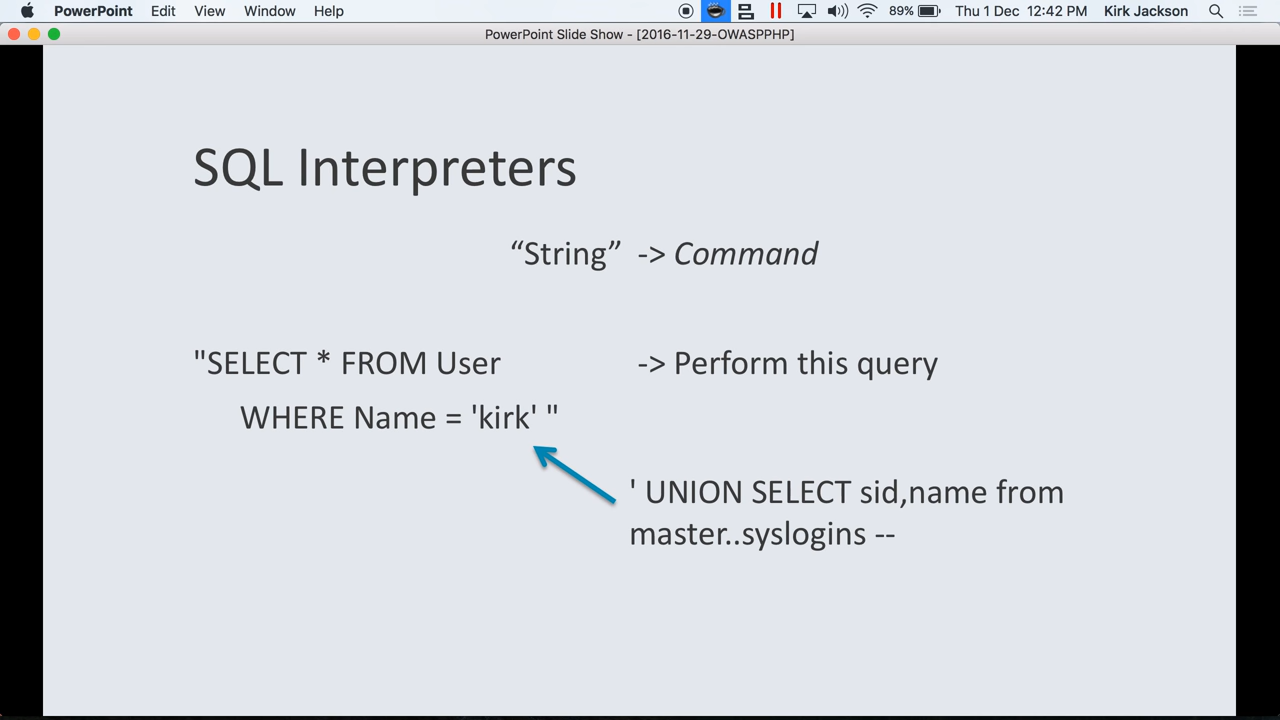 PowerPoint Edit View Window Help 89% Thu 1 Dec 12:42 PM Kirk Jackson
PowerPoint Slide Show - [2016-11-29-OWASPPHP]
SQL Interpreters
“String” -> Command
"SELECT * FROM User -> Perform this query
WHERE Name = 'kirk' "
' UNION SELECT sid,name from
master..syslogins --